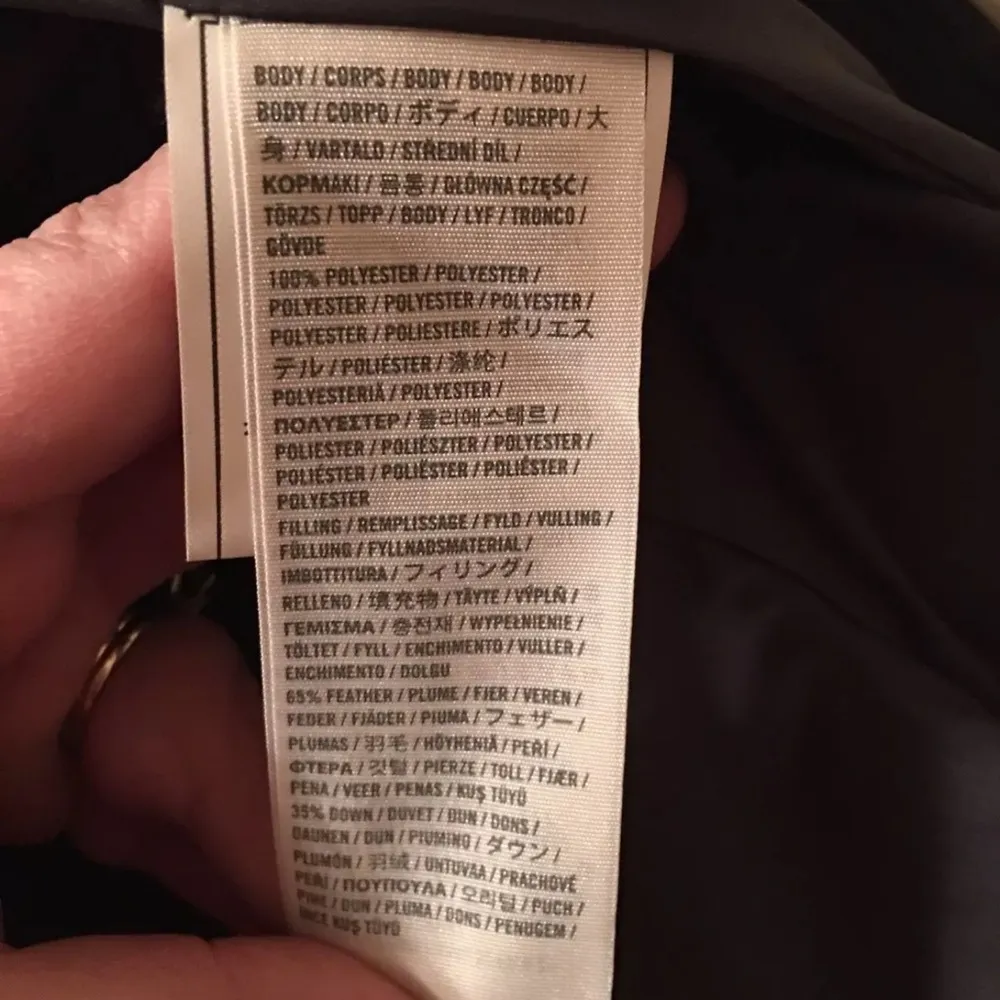 BODY / CORPS / BODY / BODY / BODY /
BODY / CORPO / ボディ / CUERPO / 大
身 / VARTALO / STŘEDNÍ DÍL /
ΚΟΡΜΑΚΙ / 몸통 / GŁÓWNA CZĘŚĆ /
TÖRZS / TOPP / BODY / LYF / TRONCO /
GÖVDE
100% POLYESTER / POLYESTER /
POLYESTER / POLYESTER / POLYESTER /
POLYESTER / POLIESTERE / ポリエス
テル / POLIÉSTER / 涤纶 /
POLYESTERIÄ / POLYESTER /
ΠΟΛΥΕΣΤΕΡ / 폴리에스테르 /
POLIESTER / POLIÉSZTER / POLYESTER /
POLIÉSTER / POLIÉSTER / POLIÉSTER /
POLYESTER
FILLING / REMPLISSAGE / FYLD / VULLING /
FÜLLUNG / FYLLNADSMATERIAL /
IMBOTTITURA / フィリング /
RELLENO / 填充物 / TÄYTE / VÝPLŇ /
ΓΕΜΙΣΜΑ / 충전재 / WYPEŁNIENIE /
TÖLTET / FYLL / ENCHIMENTO / VULLER /
ENCHIMENTO / DOLGU
65% FEATHER / PLUME / FJER / VEREN /
FEDER / FJÄDER / PIUMA / フェザー /
PLUMAS / 羽毛 / HÖYHENIÄ / PEŘÍ /
ΦΤΕΡΑ / 깃털 / PIERZE / TOLL / FJÆR /
PENA / VEER / PENAS / KUŞ TÜYÜ
35% DOWN / DUVET / DUN / DONS /
DAUNEN / DUN / PIUMINO / ダウン /
PLUMÓN / 羽绒 / UNTUVAA / PRACHOVÉ
PEŘÍ / ΠΟΥΠΟΥΛΑ / 오리털 / PUCH /
PIHE / DUN / PLUMA / DONS / PENUGEM /
İNCE KUŞ TÜYÜ